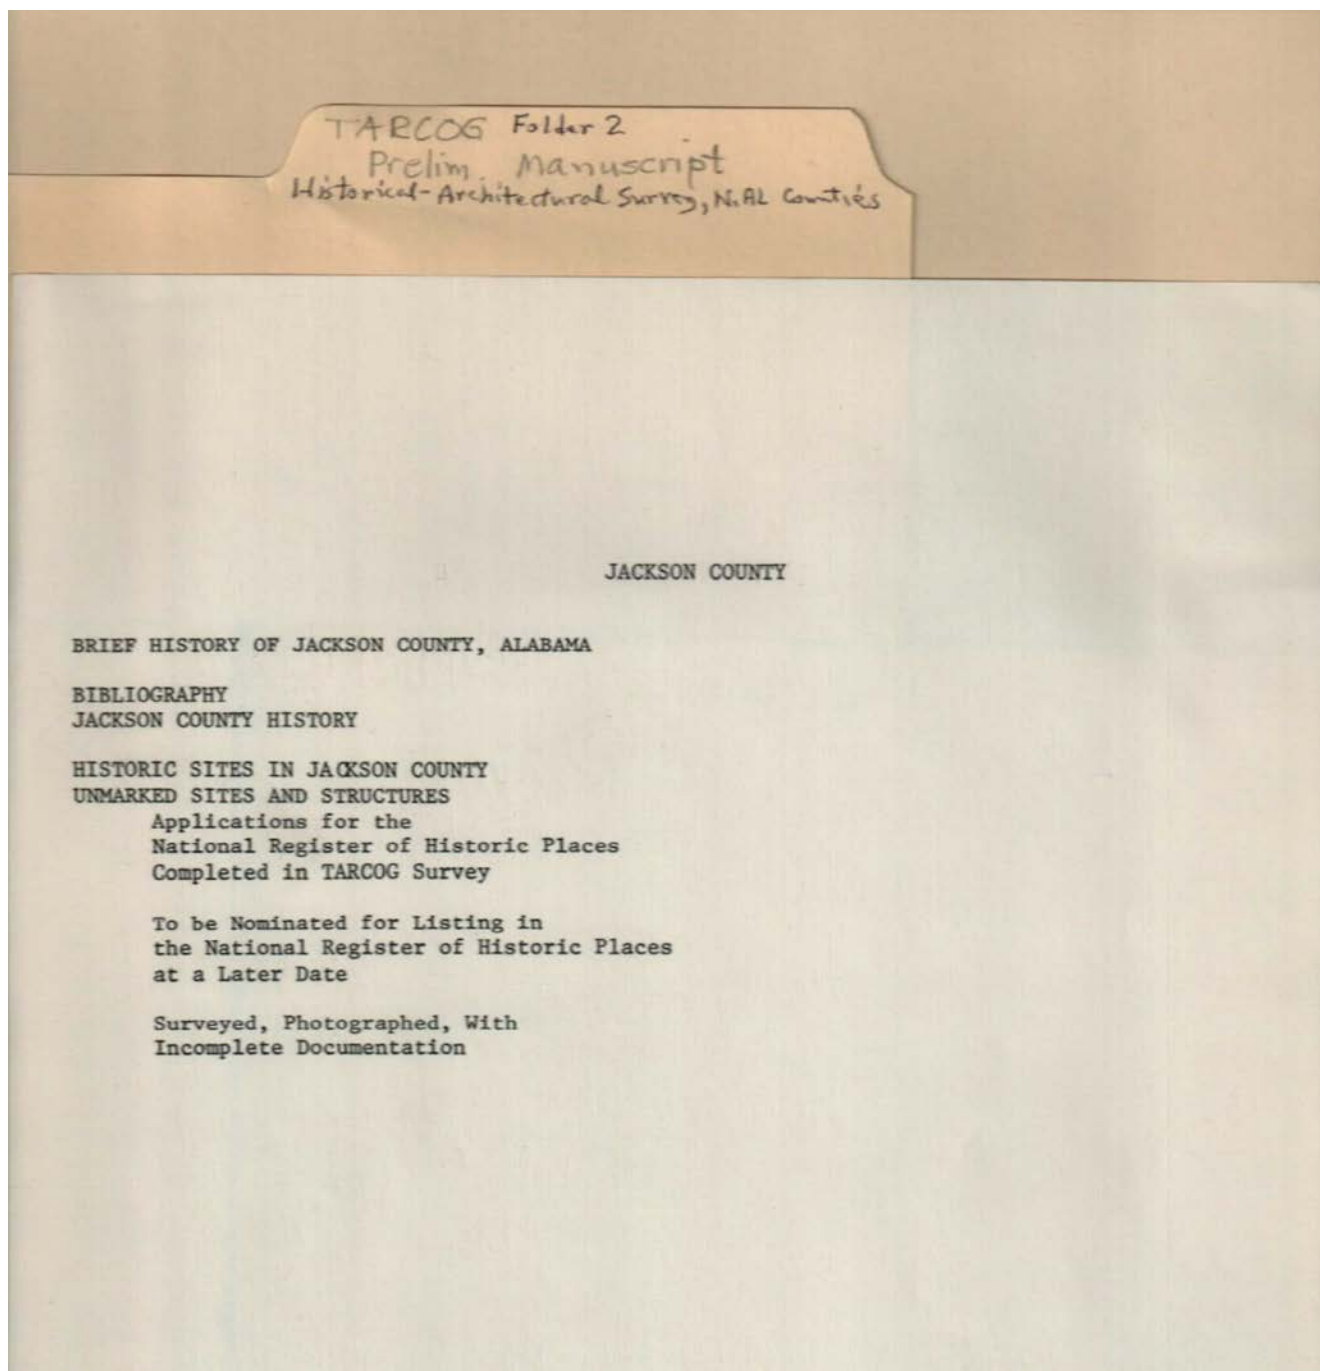 TARCOG Folder 2
Prelim. Manuscript
Historical-Architectural Survey, N. AL Counties
JACKSON COUNTY
BRIEF HISTORY OF JACKSON COUNTY, ALABAMA
BIBLIOGRAPHY
JACKSON COUNTY HISTORY
HISTORIC SITES IN JACKSON COUNTY
UNMARKED SITES AND STRUCTURES
Applications for the
National Register of Historic Places
Completed in TARCOG Survey
To be Nominated for Listing in
the National Register of Historic Places
at a Later Date
Surveyed, Photographed, With
Incomplete Documentation